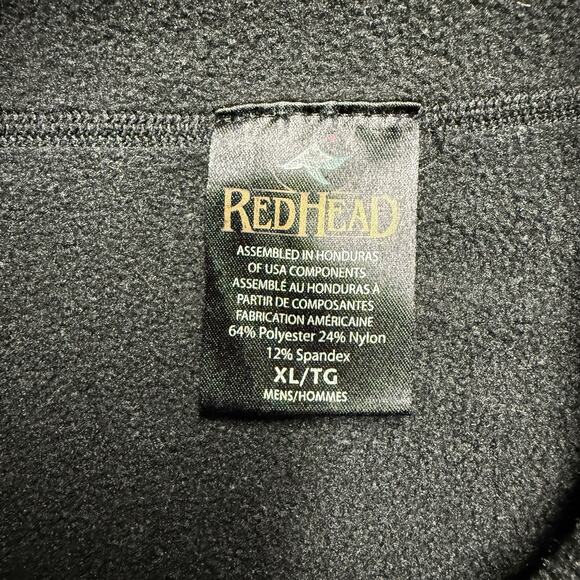 REDHEAD
ASSEMBLED IN HONDURAS
OF USA COMPONENTS
ASSEMBLÉ AU HONDURAS À
PARTIR DE COMPOSANTES
FABRICATION AMÉRICAINE
64% Polyester 24% Nylon
12% Spandex
XL/TG
MENS/HOMMES